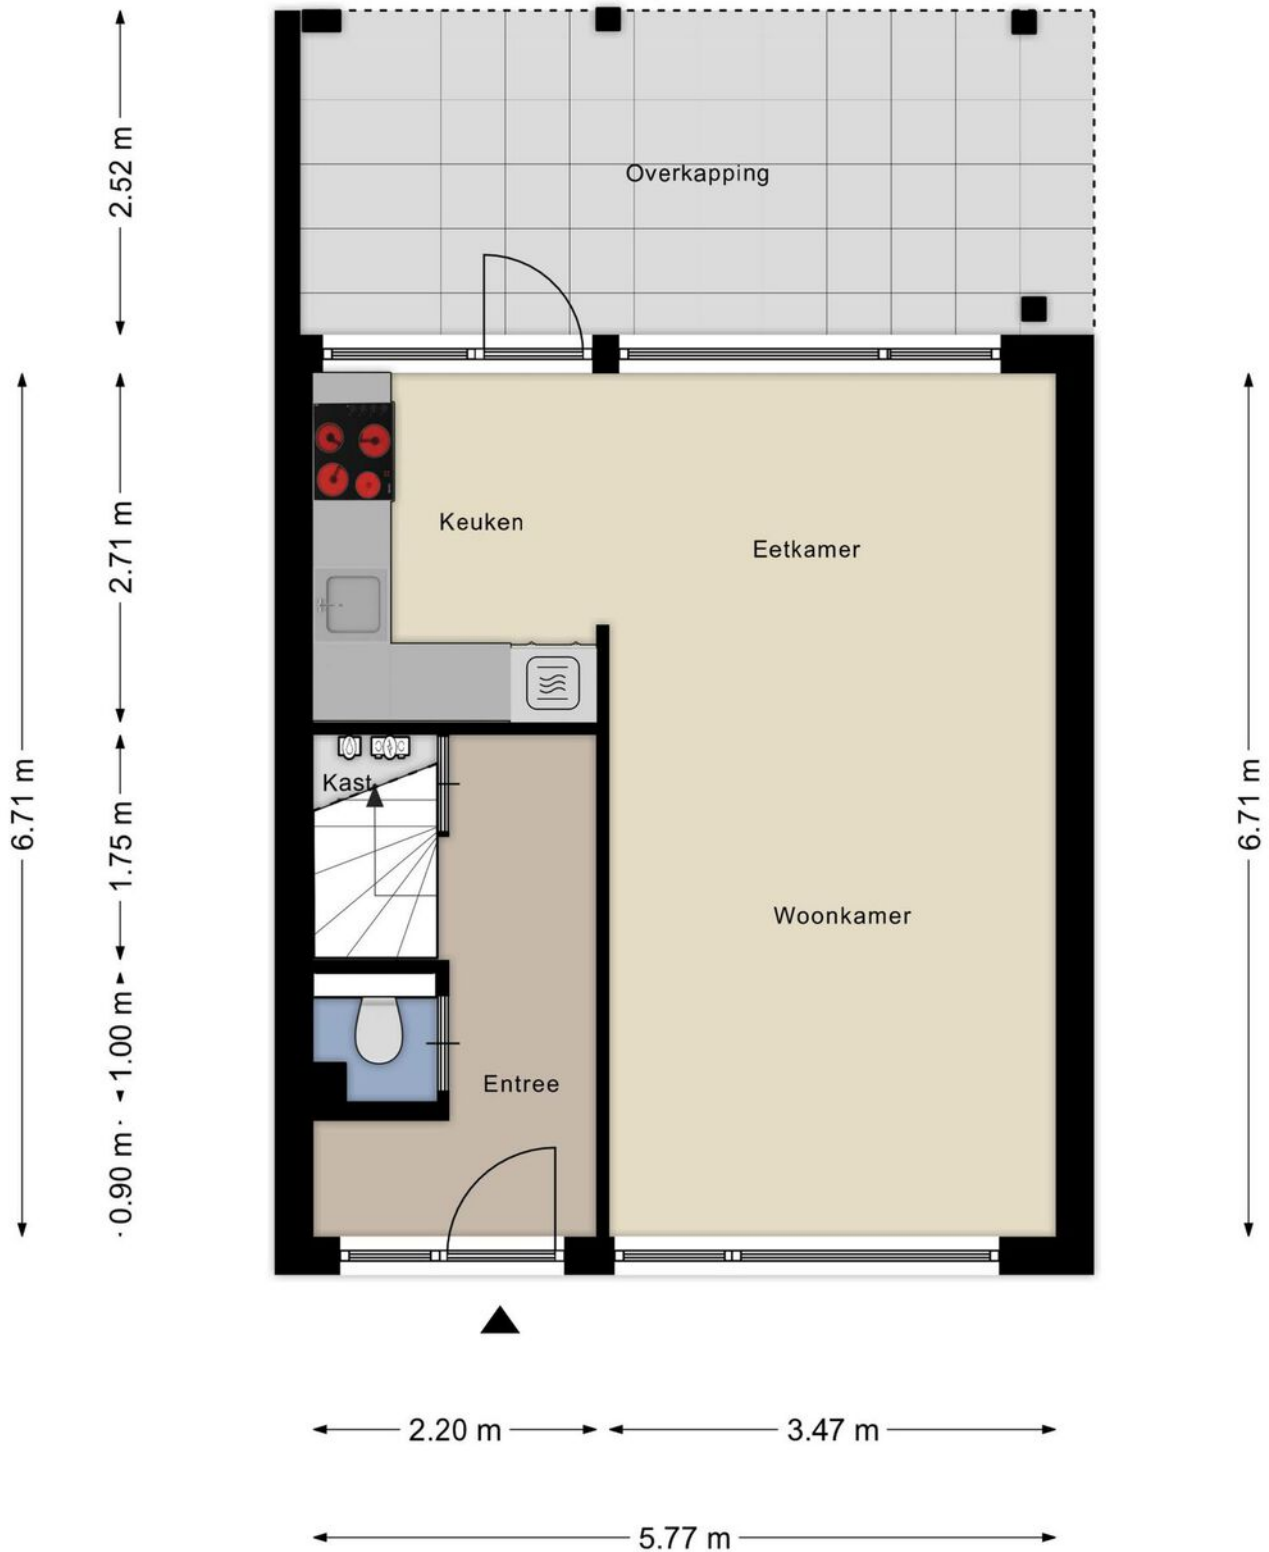 2.52 m
Overkapping
2.71 m
Keuken
Eetkamer
6.71 m
6.71 m
1.75 m
Kast
Woonkamer
1.00 m
Entree
0.90 m
2.20 m
3.47 m
5.77 m